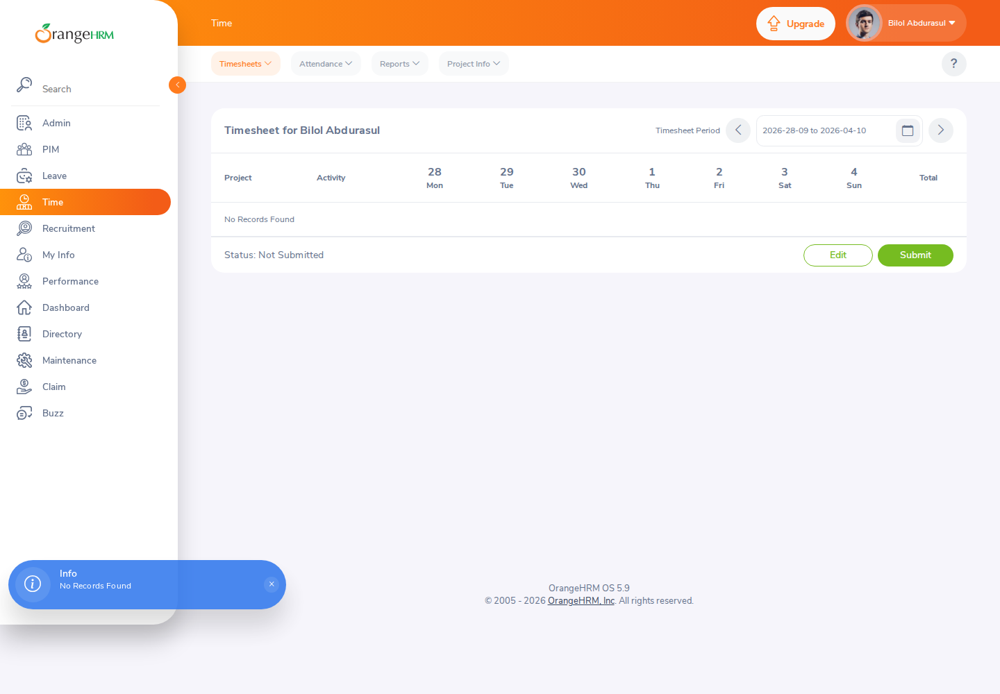 OrangeHRM
Time
Upgrade
Bilol Abdurasul
Timesheets
Attendance
Reports
Project Info
?
Search
Admin
PIM
Leave
Time
Recruitment
My Info
Performance
Dashboard
Directory
Maintenance
Claim
Buzz
Timesheet for Bilol Abdurasul
Timesheet Period
2026-28-09 to 2026-04-10
Project Activity 28 Mon 29 Tue 30 Wed 1 Thu 2 Fri 3 Sat 4 Sun Total
No Records Found
Status: Not Submitted
Edit
Submit
Info
No Records Found
×
OrangeHRM OS 5.9
© 2005 - 2026 OrangeHRM, Inc. All rights reserved.